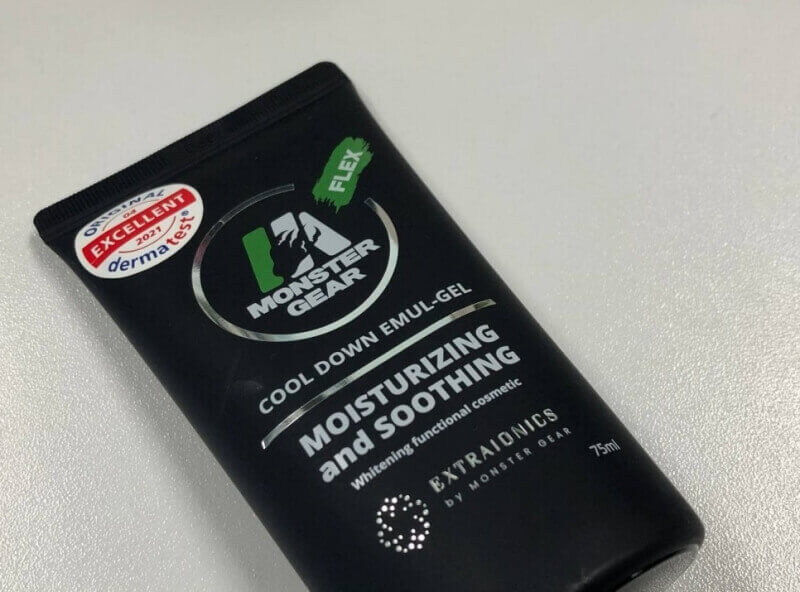 ORIGINAL
04
EXCELLENT
2021
dermatest®
FLEX
MONSTER
GEAR
COOL DOWN EMUL-GEL
MOISTURIZING
and SOOTHING
Whitening functional cosmetic
EXTRAIONICS
by MONSTER GEAR
75ml